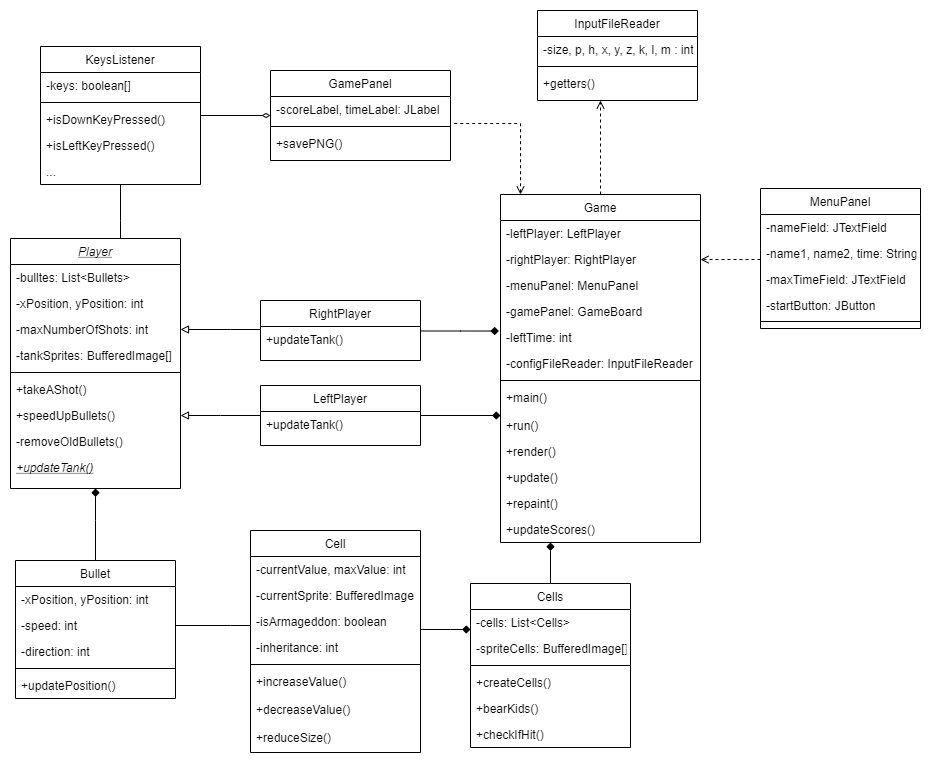 InputFileReader
-size, p, h, x, y, z, k, l, m : int
+getters()
KeysListener
-keys: boolean[]
+isDownKeyPressed()
+isLeftKeyPressed()
...
GamePanel
-scoreLabel, timeLabel: JLabel
+savePNG()
Game
-leftPlayer: LeftPlayer
-rightPlayer: RightPlayer
-menuPanel: MenuPanel
-gamePanel: GameBoard
-leftTime: int
-configFileReader: InputFileReader
+main()
+run()
+render()
+update()
+repaint()
+updateScores()
MenuPanel
-nameField: JTextField
-name1, name2, time: String
-maxTimeField: JTextField
-startButton: JButton
Player
-bulltes: List<Bullets>
-xPosition, yPosition: int
-maxNumberOfShots: int
-tankSprites: BufferedImage[]
+takeAShot()
+speedUpBullets()
-removeOldBullets()
+updateTank()
RightPlayer
+updateTank()
LeftPlayer
+updateTank()
Bullet
-xPosition, yPosition: int
-speed: int
-direction: int
+updatePosition()
Cell
-currentValue, maxValue: int
-currentSprite: BufferedImage
-isArmageddon: boolean
-inheritance: int
+increaseValue()
+decreaseValue()
+reduceSize()
Cells
-cells: List<Cells>
-spriteCells: BufferedImage[]
+createCells()
+bearKids()
+checkIfHit()